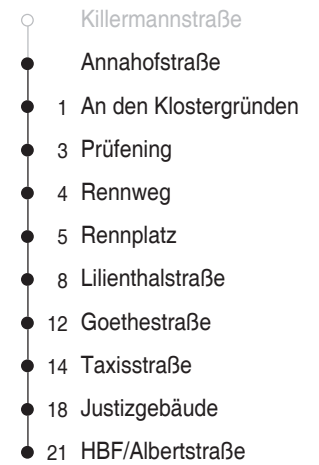 Killermannstraße
Annahofstraße
1 An den Klostergründen
3 Prüfening
4 Rennweg
5 Rennplatz
8 Lilienthalstraße
12 Goethestraße
14 Taxisstraße
18 Justizgebäude
21 HBF/Albertstraße